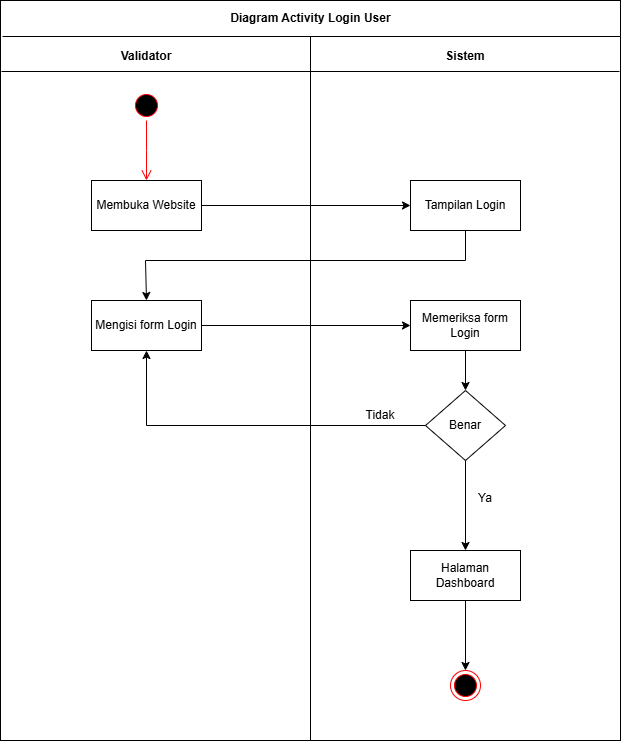 Diagram Activity Login User
Validator
Sistem
Membuka Website
Tampilan Login
Mengisi form Login
Memeriksa form
Login
Tidak
Benar
Ya
Halaman
Dashboard